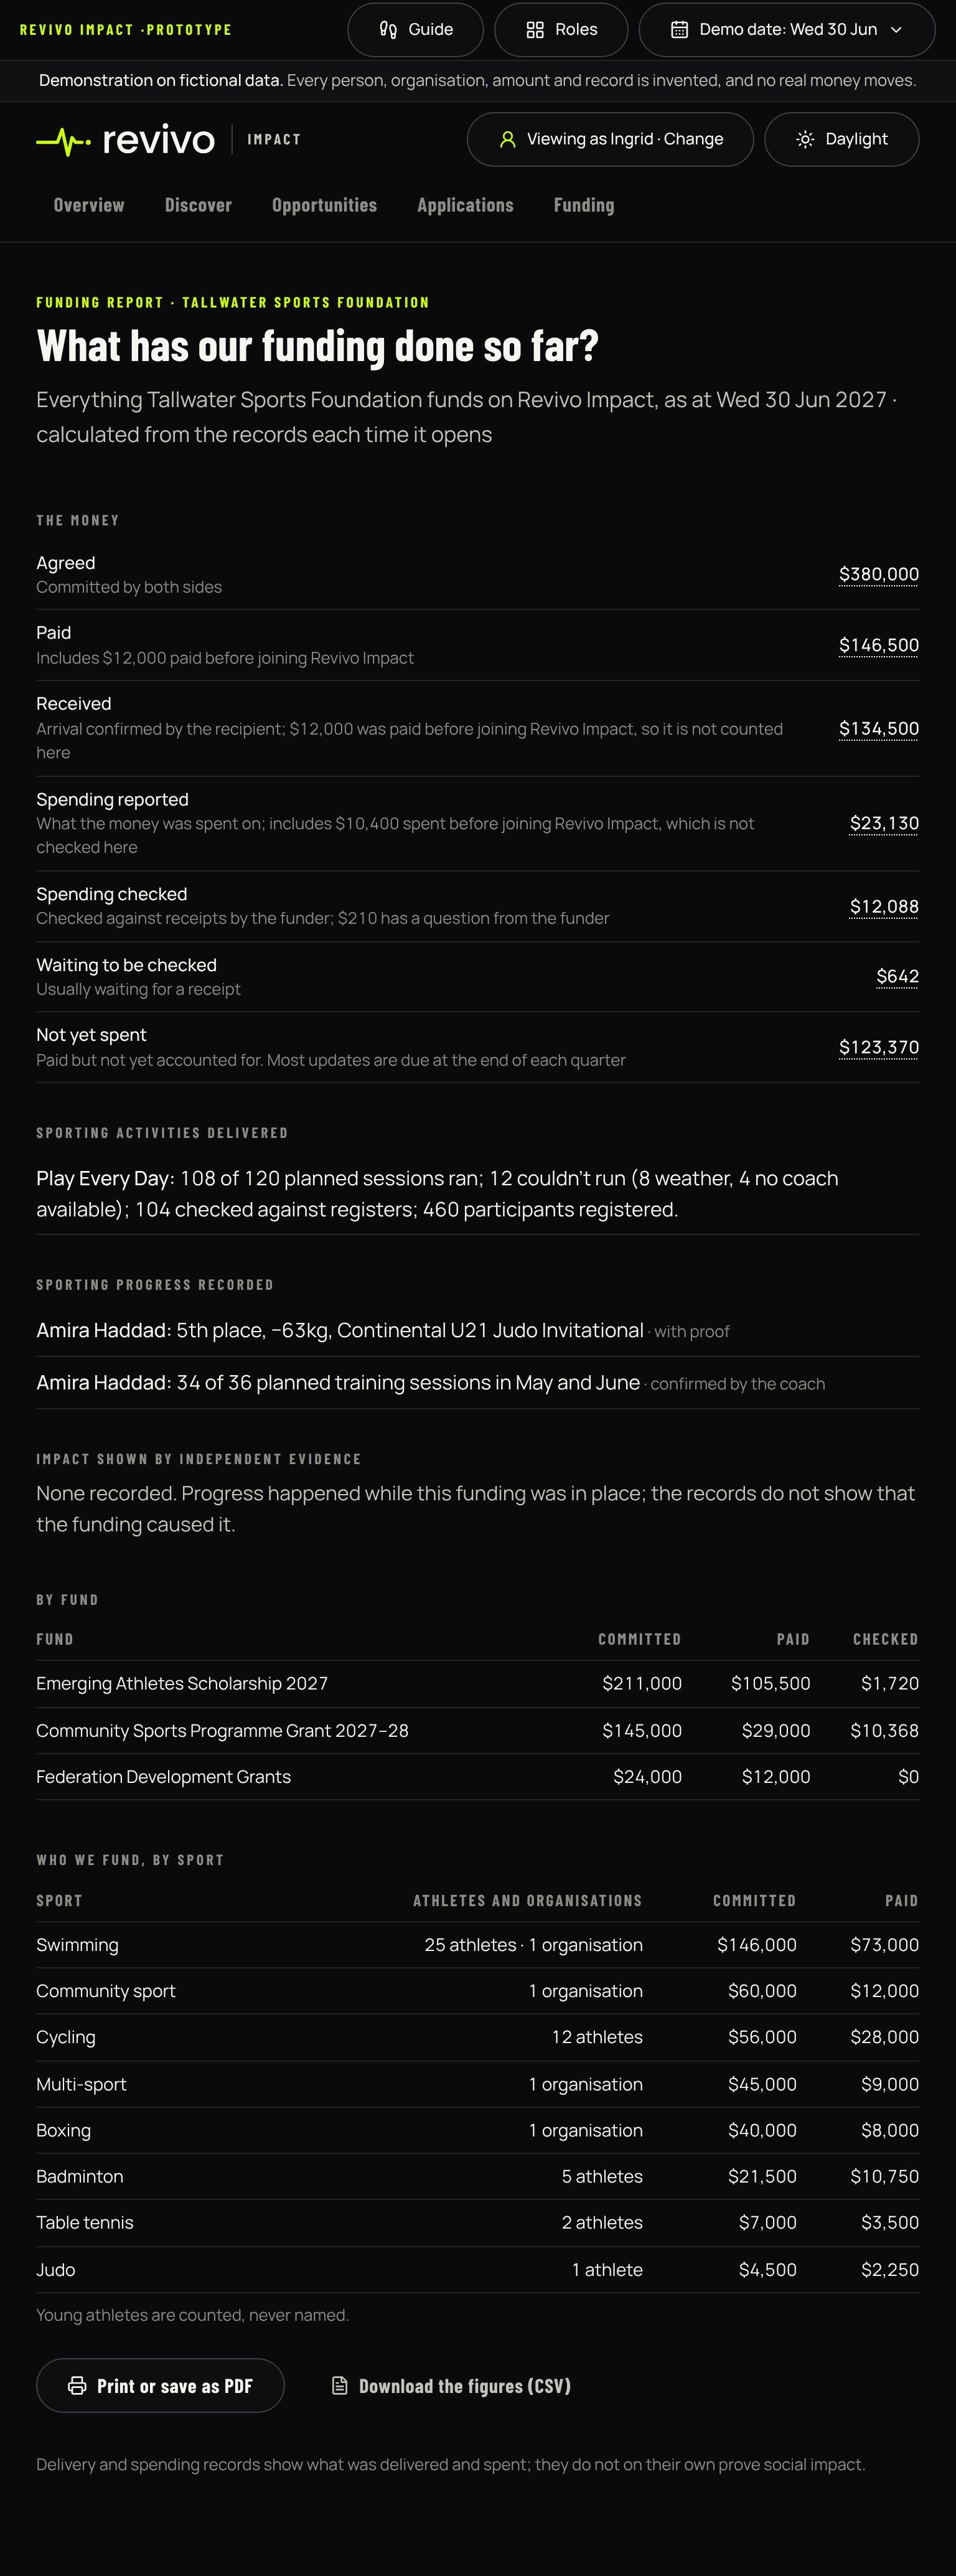 REVIVO IMPACT ·PROTOTYPE
Guide
Roles
Demo date: Wed 30 Jun
Demonstration on fictional data. Every person, organisation, amount and record is invented, and no real money moves.
revivo
IMPACT
Viewing as Ingrid · Change
Daylight
Overview
Discover
Opportunities
Applications
Funding
FUNDING REPORT · TALLWATER SPORTS FOUNDATION
What has our funding done so far?
Everything Tallwater Sports Foundation funds on Revivo Impact, as at Wed 30 Jun 2027 ·
calculated from the records each time it opens
THE MONEY
Agreed
Committed by both sides
$380,000
Paid
Includes $12,000 paid before joining Revivo Impact
$146,500
Received
Arrival confirmed by the recipient; $12,000 was paid before joining Revivo Impact, so it is not counted
here
$134,500
Spending reported
What the money was spent on; includes $10,400 spent before joining Revivo Impact, which is not
checked here
$23,130
Spending checked
Checked against receipts by the funder; $210 has a question from the funder
$12,088
Waiting to be checked
Usually waiting for a receipt
$642
Not yet spent
Paid but not yet accounted for. Most updates are due at the end of each quarter
$123,370
SPORTING ACTIVITIES DELIVERED
Play Every Day: 108 of 120 planned sessions ran; 12 couldn't run (8 weather, 4 no coach
available); 104 checked against registers; 460 participants registered.
SPORTING PROGRESS RECORDED
Amira Haddad: 5th place, −63kg, Continental U21 Judo Invitational · with proof
Amira Haddad: 34 of 36 planned training sessions in May and June · confirmed by the coach
IMPACT SHOWN BY INDEPENDENT EVIDENCE
None recorded. Progress happened while this funding was in place; the records do not show that
the funding caused it.
BY FUND
FUND COMMITTED PAID CHECKED
Emerging Athletes Scholarship 2027 $211,000 $105,500 $1,720
Community Sports Programme Grant 2027–28 $145,000 $29,000 $10,368
Federation Development Grants $24,000 $12,000 $0
WHO WE FUND, BY SPORT
SPORT ATHLETES AND ORGANISATIONS COMMITTED PAID
Swimming 25 athletes · 1 organisation $146,000 $73,000
Community sport 1 organisation $60,000 $12,000
Cycling 12 athletes $56,000 $28,000
Multi-sport 1 organisation $45,000 $9,000
Boxing 1 organisation $40,000 $8,000
Badminton 5 athletes $21,500 $10,750
Table tennis 2 athletes $7,000 $3,500
Judo 1 athlete $4,500 $2,250
Young athletes are counted, never named.
Print or save as PDF
Download the figures (CSV)
Delivery and spending records show what was delivered and spent; they do not on their own prove social impact.